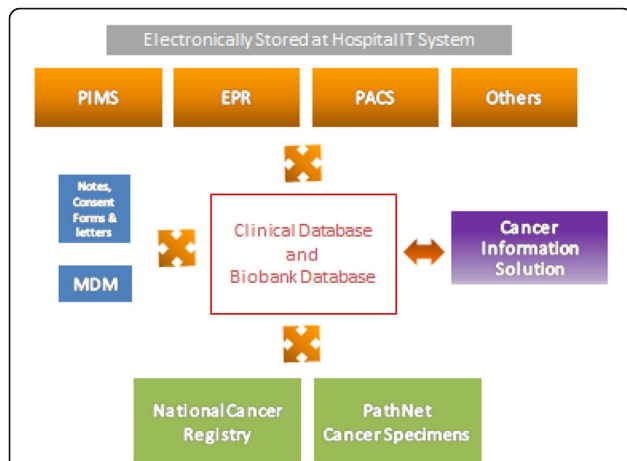 Electronically Stored at Hospital IT System
PIMS
EPR
PACS
Others
Notes,
Consent
Forms &
letters
MDM
Clinical Database
and
Biobank Database
Cancer
Information
Solution
National Cancer
Registry
PathNet
Cancer Specimens